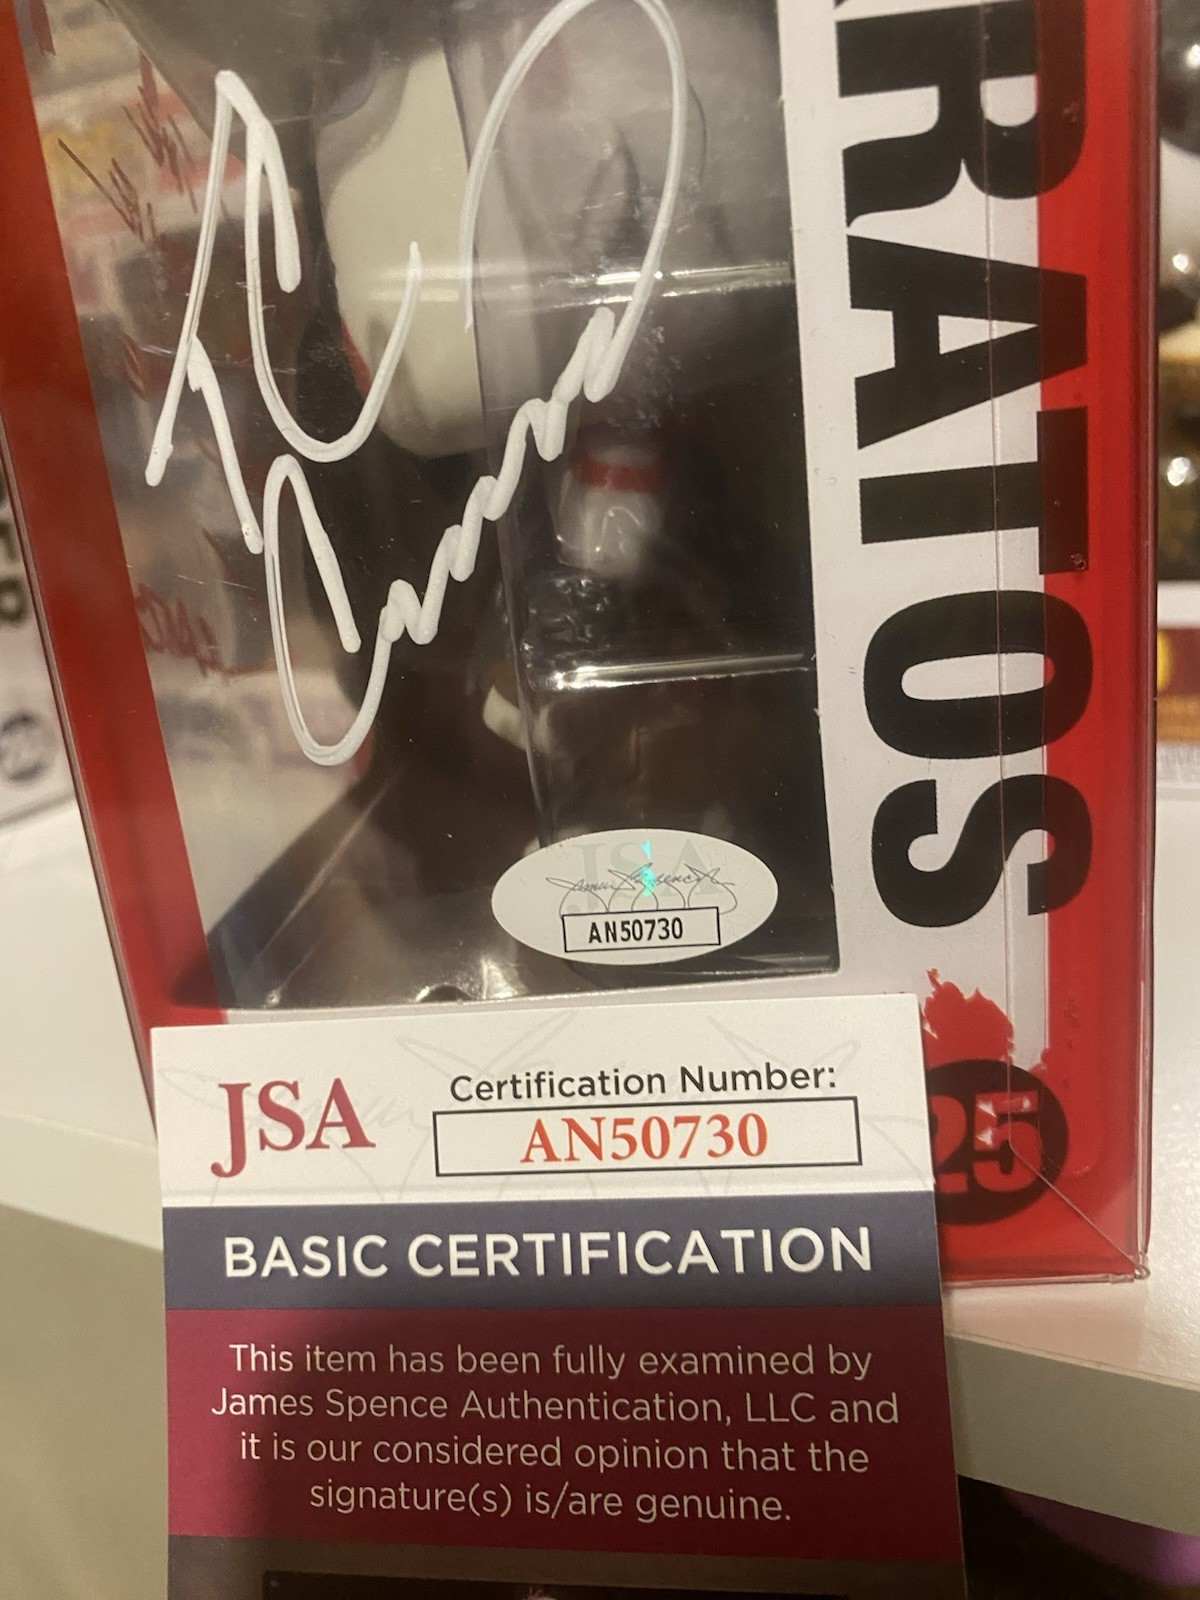 RATOS
25
JSA
AN50730
JSA
Certification Number:
AN50730
BASIC CERTIFICATION
This item has been fully examined by
James Spence Authentication, LLC and
it is our considered opinion that the
signature(s) is/are genuine.